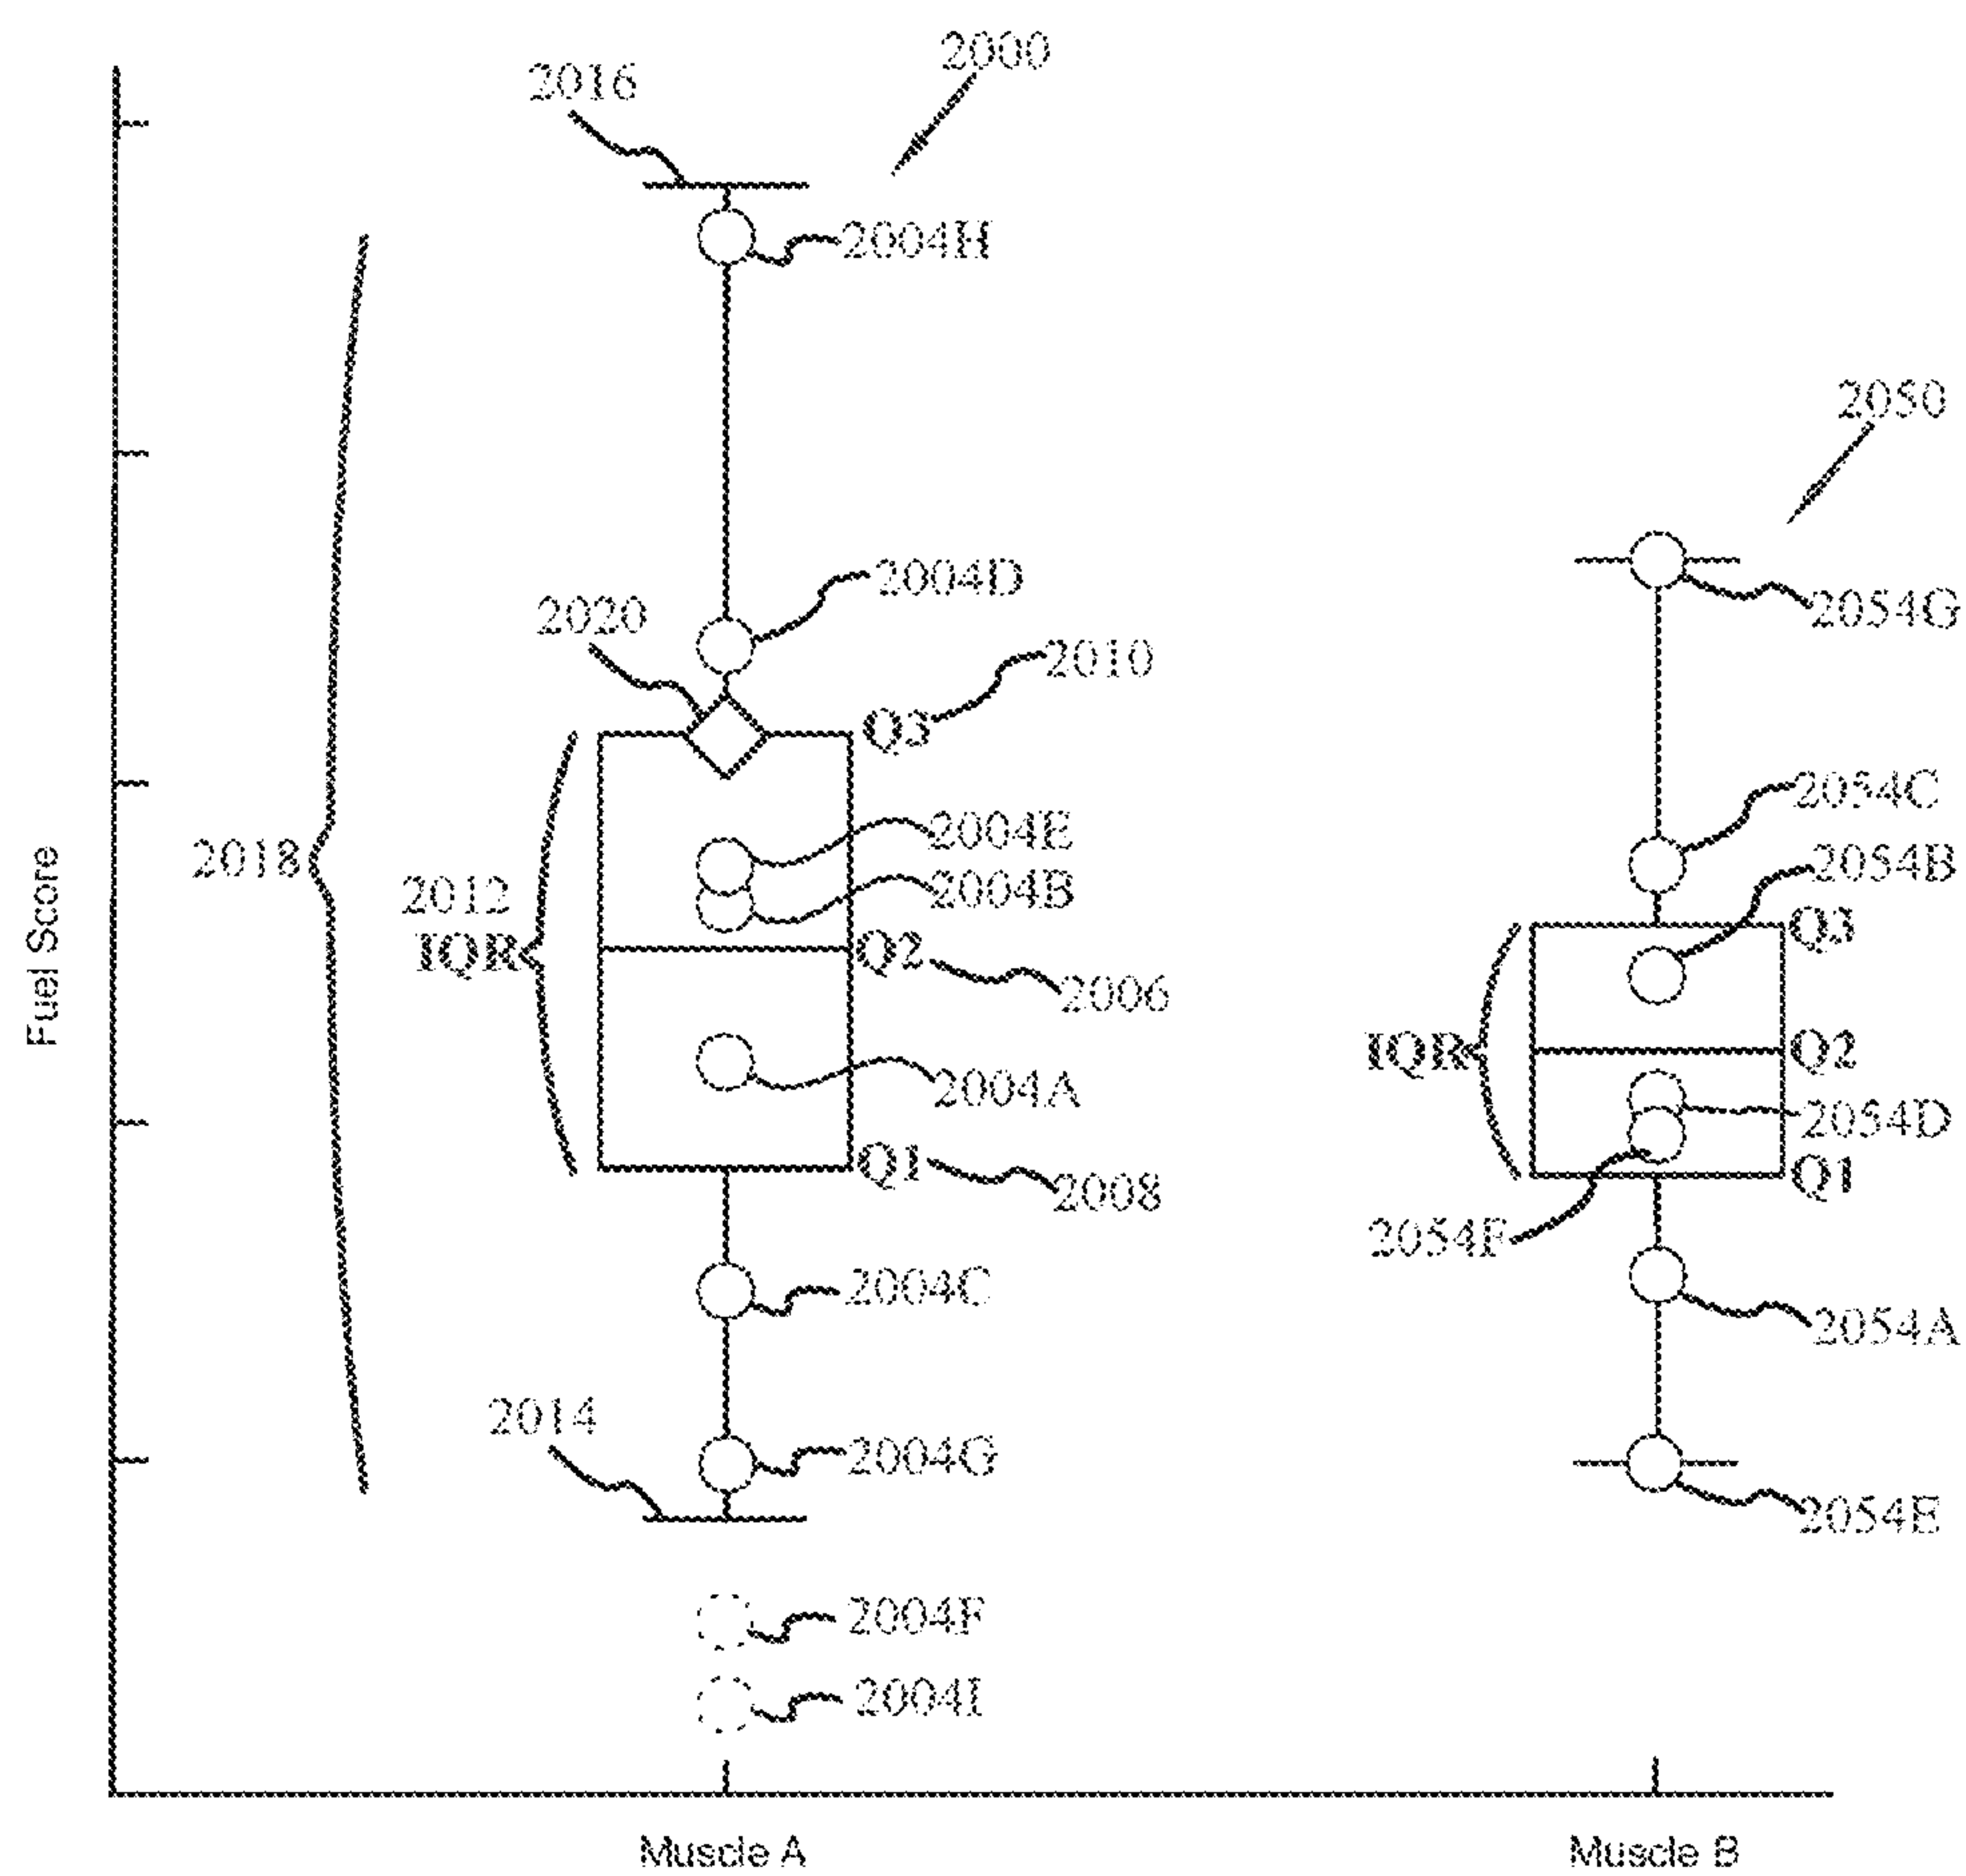 2000
2016
2004H
2050
2004D
2054G
2020
2010
Q3
2054C
2004E
2018
2054B
2012
2004B
Q3
IQR
Q2
2006
Fuel Score
IQR
Q2
2004A
2054D
Q1
Q1
2008
2054F
2004C
2054A
2014
2004G
2054E
2004F
2004I
Muscle A
Muscle B